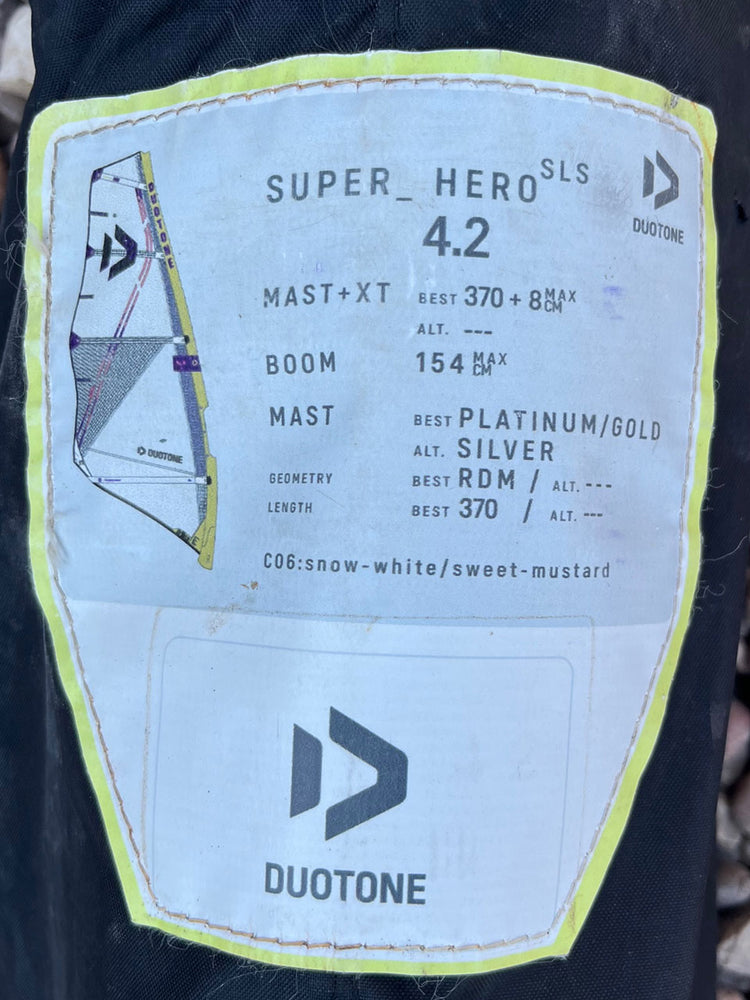 SUPER_ HERO SLS
DUOTONE
4.2
MAST+XT BEST 370 + 8 MAX CM
ALT. ---
BOOM 154 MAX CM
MAST BEST PLATINUM/GOLD
ALT. SILVER
GEOMETRY BEST RDM / ALT. ---
LENGTH BEST 370 / ALT. ---
C06:snow-white/sweet-mustard
DUOTONE
DUOTONE
DUOTONE